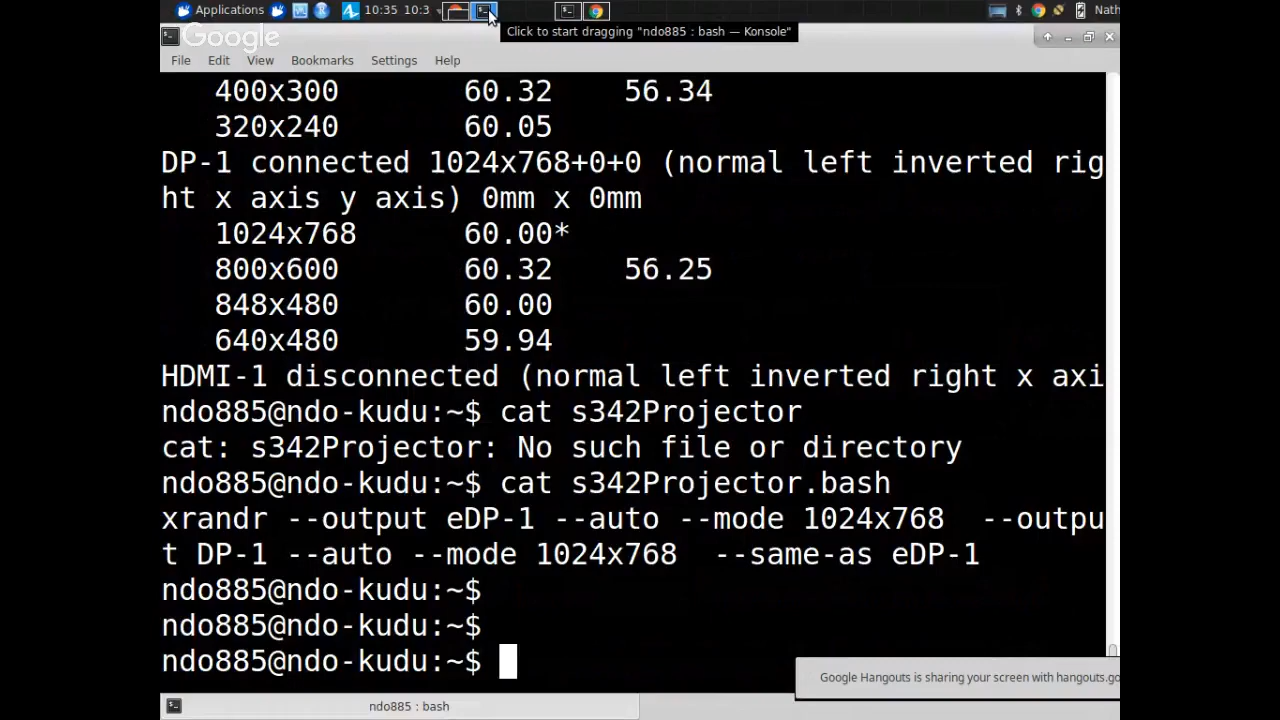 Applications 10:35 10:3 Nath
Click to start dragging "ndo885 : bash — Konsole"
Google
File Edit View Bookmarks Settings Help
400x300 60.32 56.34
320x240 60.05
DP-1 connected 1024x768+0+0 (normal left inverted rig
ht x axis y axis) 0mm x 0mm
1024x768 60.00*
800x600 60.32 56.25
848x480 60.00
640x480 59.94
HDMI-1 disconnected (normal left inverted right x axi
ndo885@ndo-kudu:~$ cat s342Projector
cat: s342Projector: No such file or directory
ndo885@ndo-kudu:~$ cat s342Projector.bash
xrandr --output eDP-1 --auto --mode 1024x768 --outpu
t DP-1 --auto --mode 1024x768 --same-as eDP-1
ndo885@ndo-kudu:~$
ndo885@ndo-kudu:~$
ndo885@ndo-kudu:~$
Google Hangouts is sharing your screen with hangouts.go
ndo885 : bash